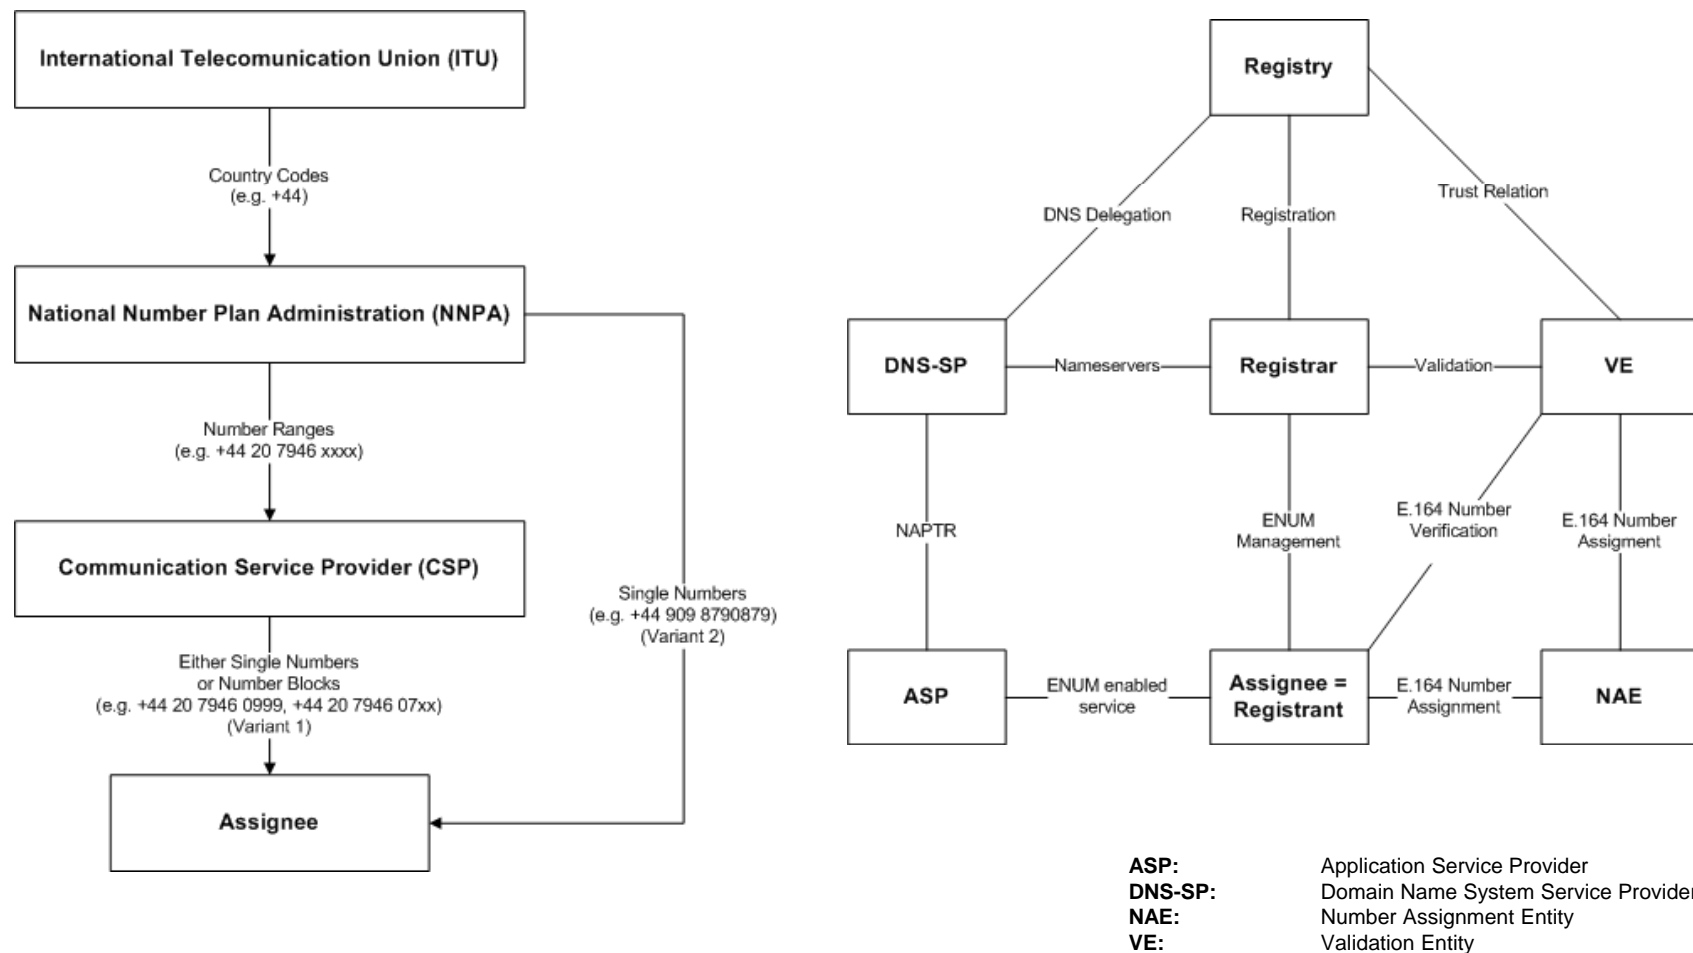 International Telecomunication Union (ITU)
Country Codes
(e.g. +44)
National Number Plan Administration (NNPA)
Number Ranges
(e.g. +44 20 7946 xxxx)
Communication Service Provider (CSP)
Either Single Numbers
or Number Blocks
(e.g. +44 20 7946 0999, +44 20 7946 07xx)
(Variant 1)
Single Numbers
(e.g. +44 909 8790879)
(Variant 2)
Assignee
Registry
DNS Delegation
Registration
Trust Relation
DNS-SP
Nameservers
Registrar
Validation
VE
NAPTR
ENUM
Management
E.164 Number
Verification
E.164 Number
Assigment
ASP
ENUM enabled
service
Assignee =
Registrant
E.164 Number
Assignment
NAE
ASP: Application Service Provider
DNS-SP: Domain Name System Service Provider
NAE: Number Assignment Entity
VE: Validation Entity